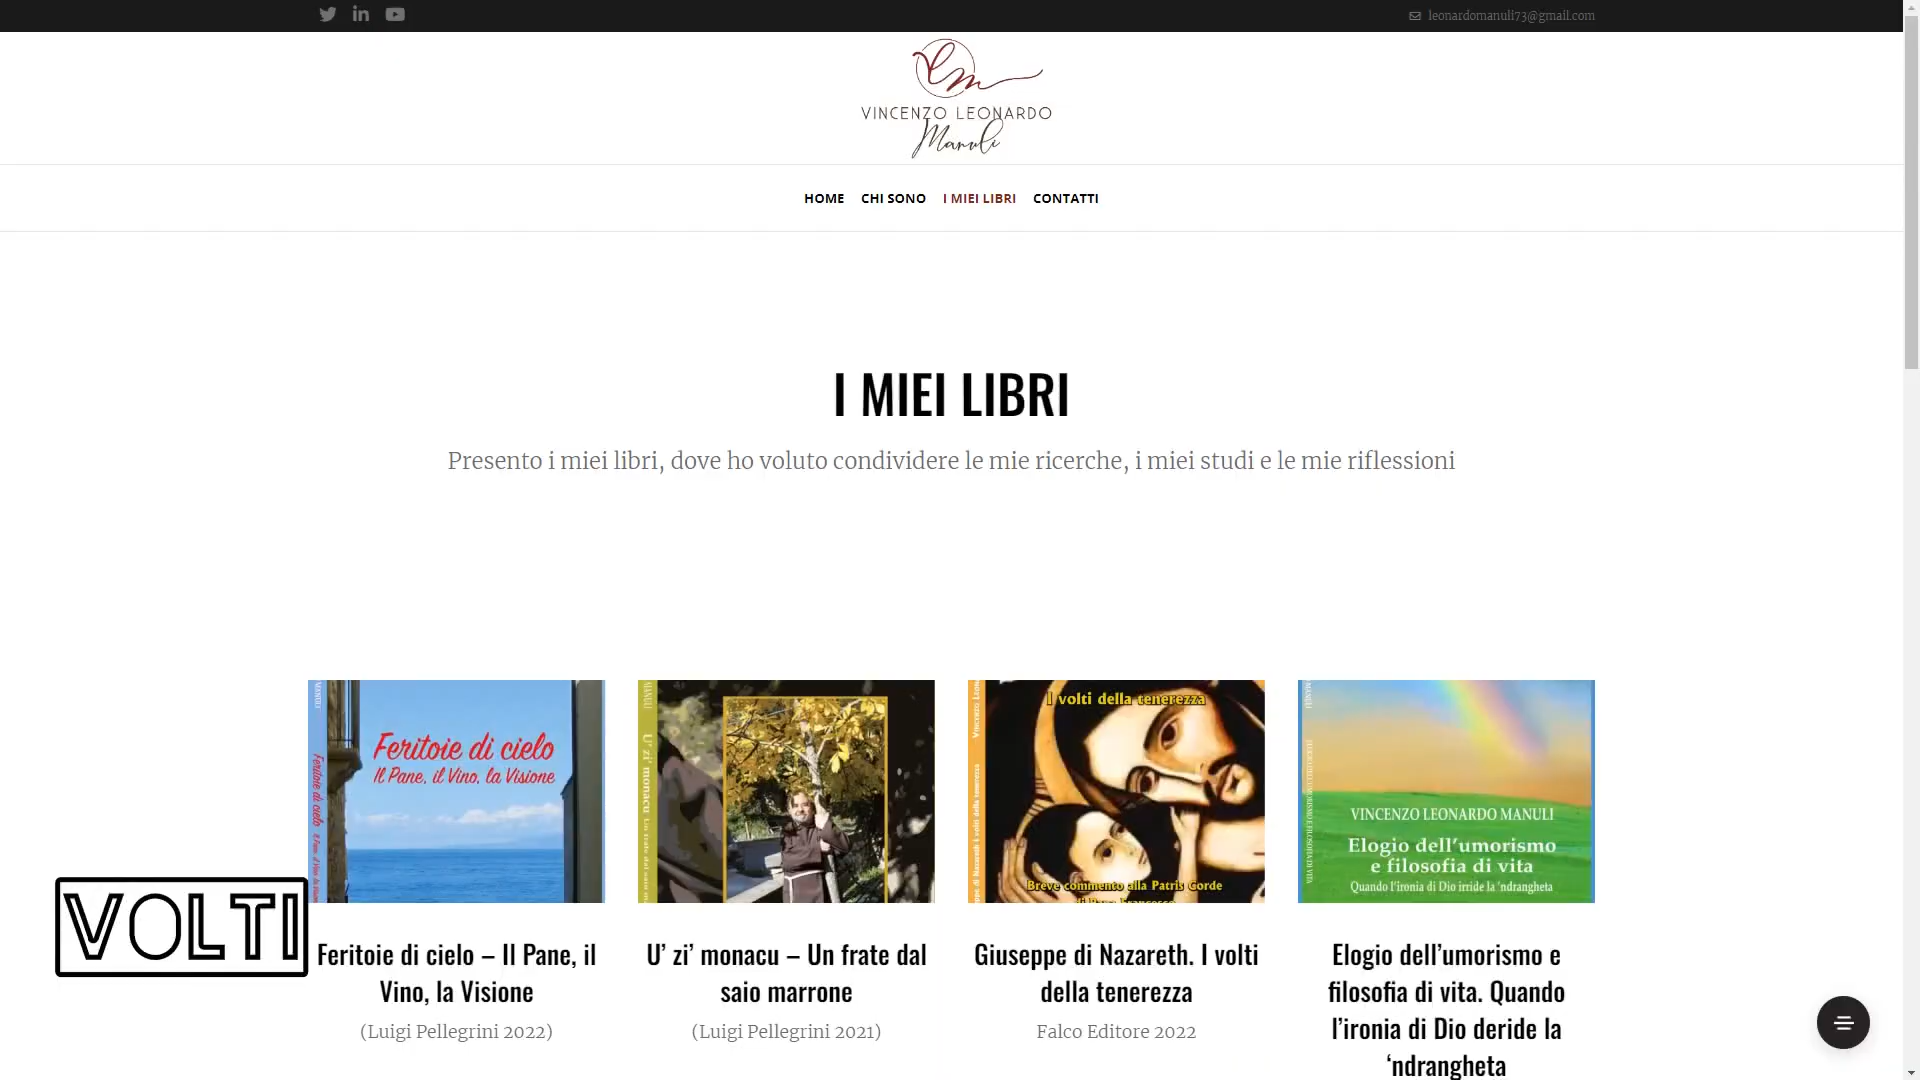 leonardomanuli73@gmail.com
VINCENZO LEONARDO
Manuli
HOME CHI SONO I MIEI LIBRI CONTATTI
I MIEI LIBRI
Presento i miei libri, dove ho voluto condividere le mie ricerche, i miei studi e le mie riflessioni
Feritoie di cielo
Il Pane, il Vino, la Visione
I volti della tenerezza
Breve commento alla Patris Corde
di Papa Francesco
VINCENZO LEONARDO MANULI
Elogio dell'umorismo
e filosofia di vita
Quando l'ironia di Dio irride la 'ndrangheta
VOLTI
Feritoie di cielo – Il Pane, il
Vino, la Visione
(Luigi Pellegrini 2022)
U’ zi’ monacu – Un frate dal
saio marrone
(Luigi Pellegrini 2021)
Giuseppe di Nazareth. I volti
della tenerezza
Falco Editore 2022
Elogio dell’umorismo e
filosofia di vita. Quando
l’ironia di Dio deride la
‘ndrangheta